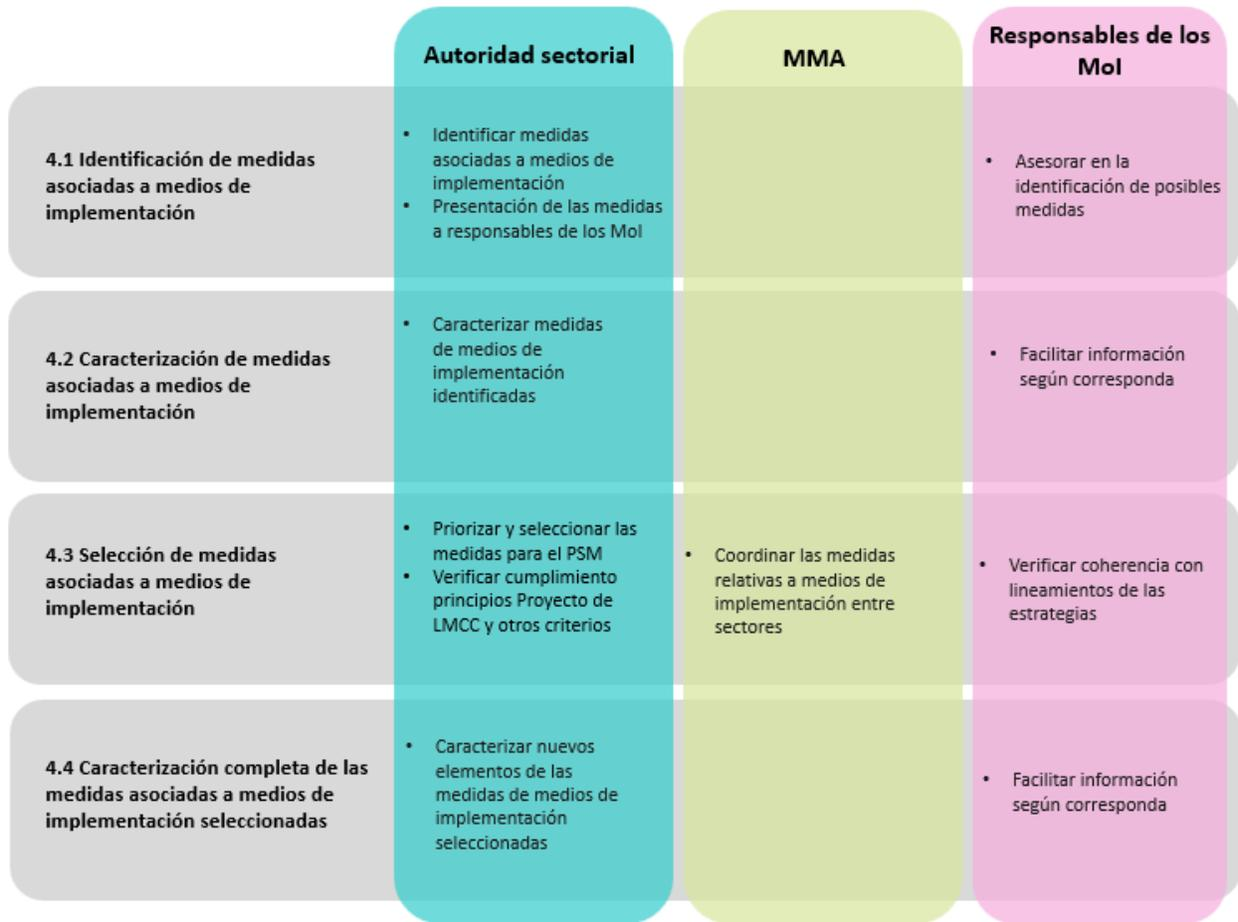 Autoridad sectorial
MMA
Responsables de los
MoI
4.1 Identificación de medidas
asociadas a medios de
implementación
• Identificar medidas
asociadas a medios de
implementación
• Presentación de las medidas
a responsables de los MoI
• Asesorar en la
identificación de posibles
medidas
4.2 Caracterización de medidas
asociadas a medios de
implementación
• Caracterizar medidas
de medios de
implementación
identificadas
• Facilitar información
según corresponda
4.3 Selección de medidas
asociadas a medios de
implementación
• Priorizar y seleccionar las
medidas para el PSM
• Verificar cumplimiento
principios Proyecto de
LMCC y otros criterios
• Coordinar las medidas
relativas a medios de
implementación entre
sectores
• Verificar coherencia con
lineamientos de las
estrategias
4.4 Caracterización completa de las
medidas asociadas a medios de
implementación seleccionadas
• Caracterizar nuevos
elementos de las
medidas de medios de
implementación
seleccionadas
• Facilitar información
según corresponda